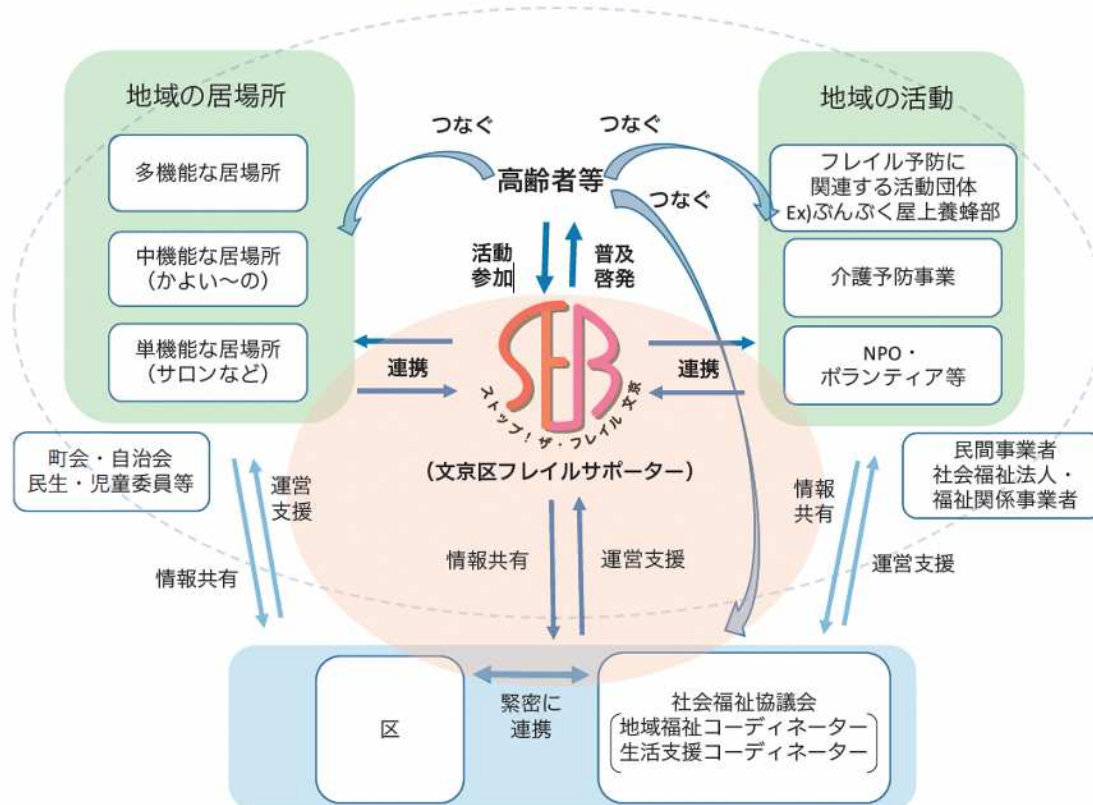 地域の居場所
多機能な居場所
中機能な居場所
（かよい～の）
単機能な居場所
（サロンなど）
つなぐ
つなぐ
高齢者等
つなぐ
地域の活動
フレイル予防に
関連する活動団体
Ex)ぶんぶく屋上養蜂部
介護予防事業
NPO・
ボランティア等
活動
参加
普及
啓発
連携
SFB
ストップ！ザ・フレイル 文京
連携
（文京区フレイルサポーター）
町会・自治会
民生・児童委員等
運営
支援
情報共有
情報共有
運営支援
情報
共有
民間事業者
社会福祉法人・
福祉関係事業者
運営支援
区
緊密に
連携
社会福祉協議会
地域福祉コーディネーター
生活支援コーディネーター